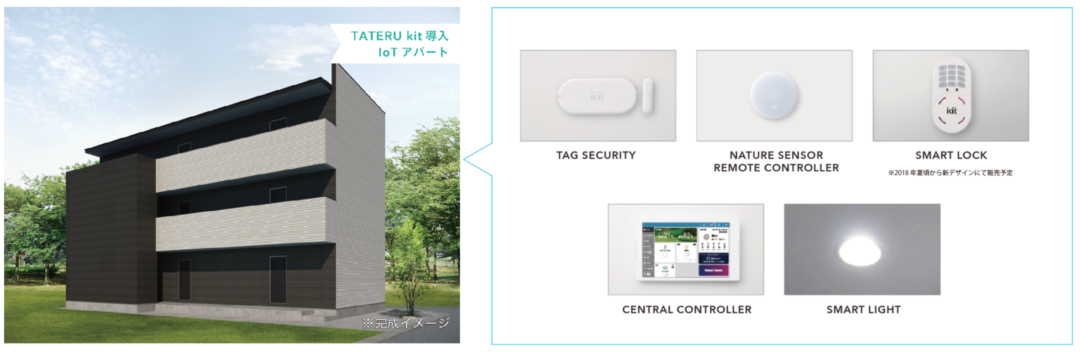 TATERU kit 導入
IoT アパート
※完成イメージ
kit
TAG SECURITY
NATURE SENSOR
REMOTE CONTROLLER
kit
SMART LOCK
※2018 年夏頃から新デザインにて販売予定
CENTRAL CONTROLLER
SMART LIGHT